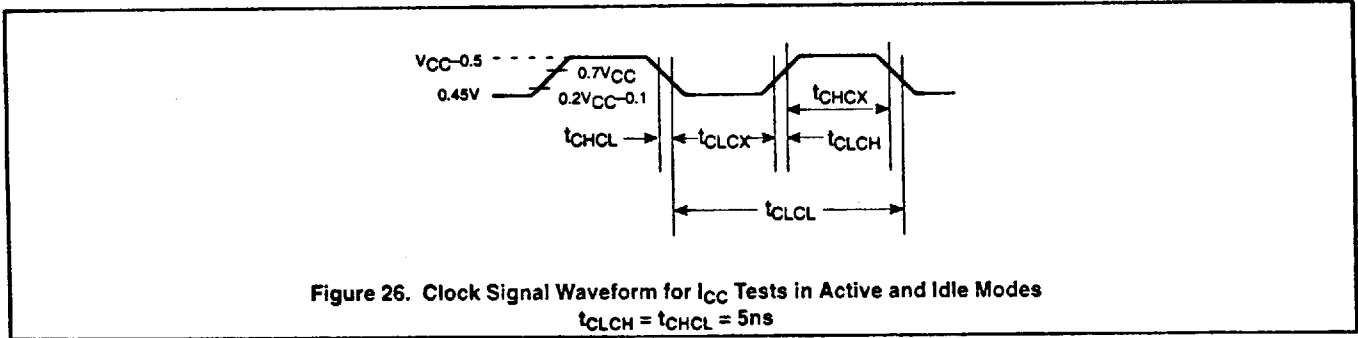 VCC–0.5
0.7VCC
0.45V
0.2VCC–0.1
tCHCX
tCHCL
tCLCX
tCLCH
tCLCL
Figure 26. Clock Signal Waveform for ICC Tests in Active and Idle Modes
tCLCH = tCHCL = 5ns